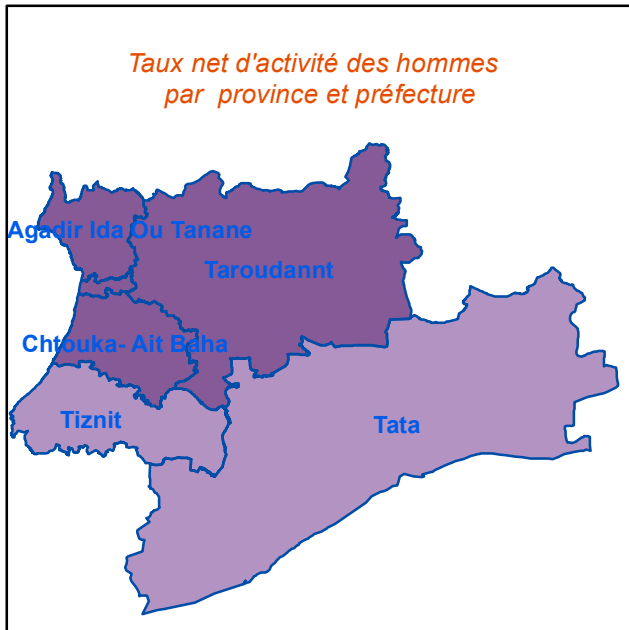 Taux net d'activité des hommes
par province et préfecture
Agadir Ida Ou Tanane
Taroudannt
Chtouka- Ait Baha
Tiznit
Tata